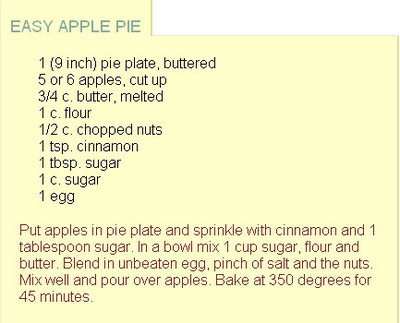 EASY APPLE PIE
1 (9 inch) pie plate, buttered
5 or 6 apples, cut up
3/4 c. butter, melted
1 c. flour
1/2 c. chopped nuts
1 tsp. cinnamon
1 tbsp. sugar
1 c. sugar
1 egg
Put apples in pie plate and sprinkle with cinnamon and 1
tablespoon sugar. In a bowl mix 1 cup sugar, flour and
butter. Blend in unbeaten egg, pinch of salt and the nuts.
Mix well and pour over apples. Bake at 350 degrees for
45 minutes.